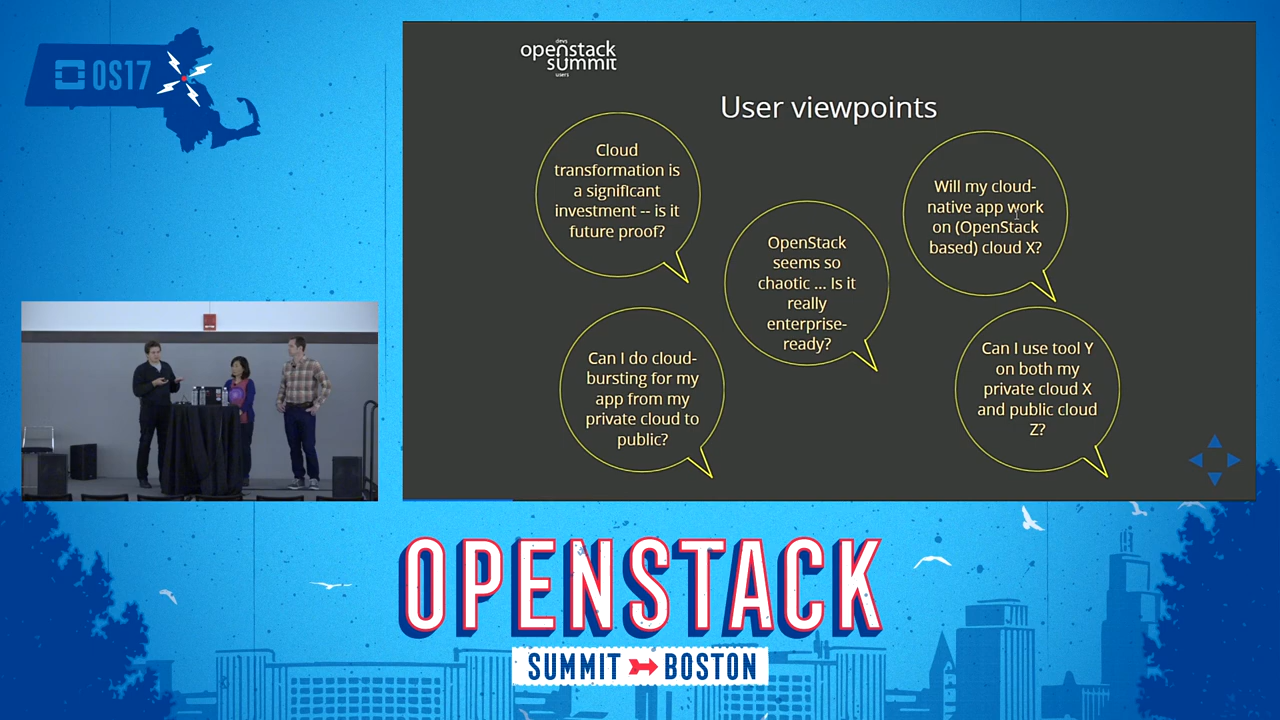 OS17
devs
openstack
summit
users
User viewpoints
Cloud
transformation is
a significant
investment -- is it
future proof?
Will my cloud-
native app work
on (OpenStack
based) cloud X?
OpenStack
seems so
chaotic ... Is it
really
enterprise-
ready?
Can I do cloud-
bursting for my
app from my
private cloud to
public?
Can I use tool Y
on both my
private cloud X
and public cloud
Z?
OPENSTACK
SUMMIT BOSTON